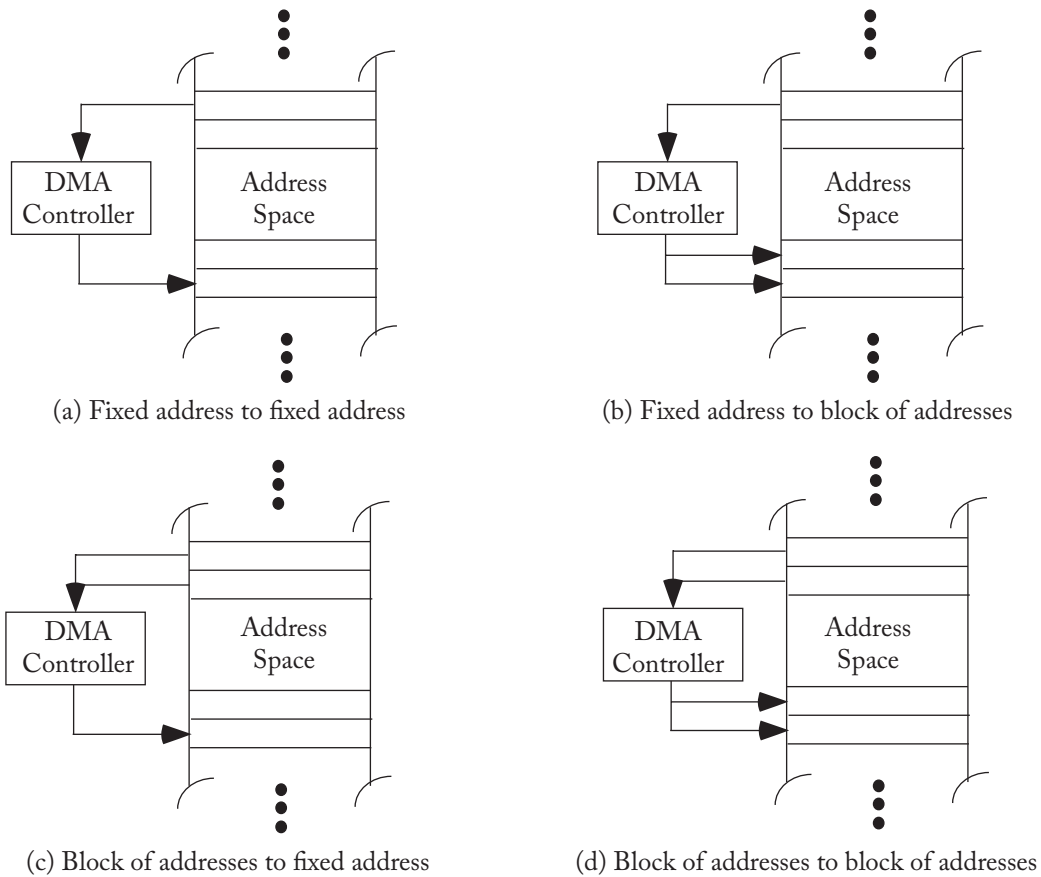 DMA
Controller
Address
Space
(a) Fixed address to fixed address
DMA
Controller
Address
Space
(b) Fixed address to block of addresses
DMA
Controller
Address
Space
(c) Block of addresses to fixed address
DMA
Controller
Address
Space
(d) Block of addresses to block of addresses